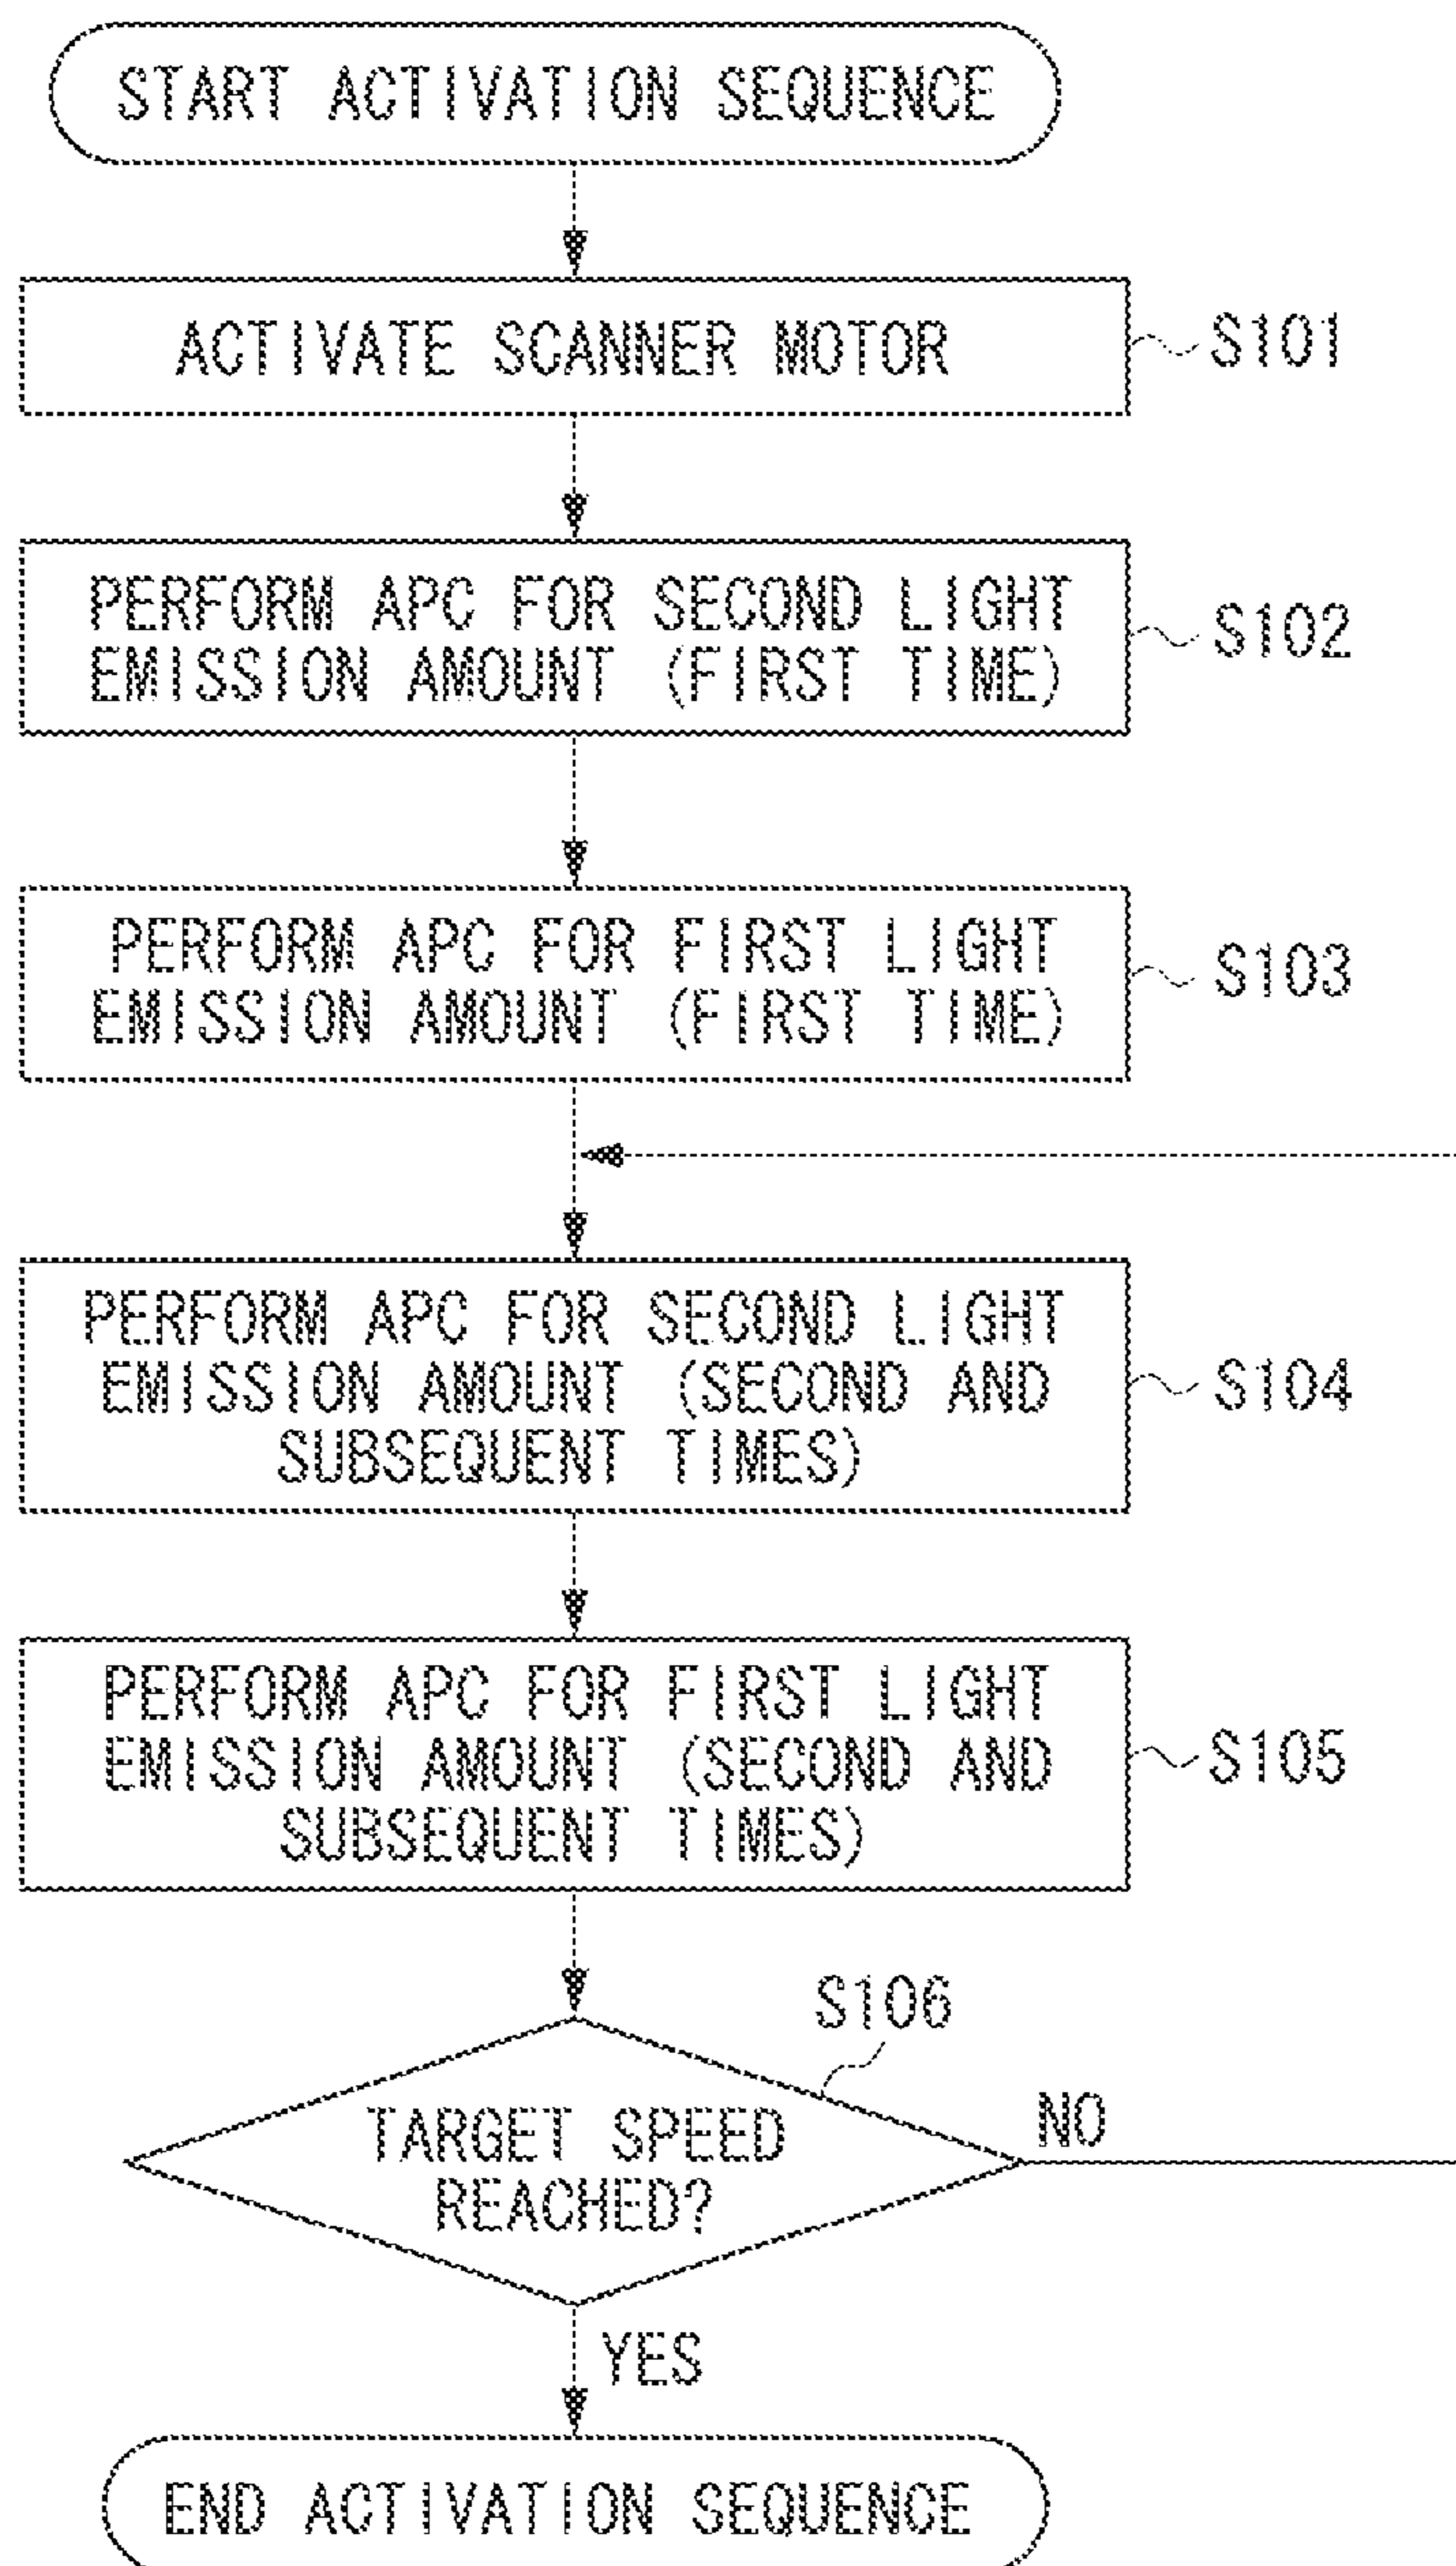 START ACTIVATION SEQUENCE
ACTIVATE SCANNER MOTOR
S101
PERFORM APC FOR SECOND LIGHT
EMISSION AMOUNT (FIRST TIME)
S102
PERFORM APC FOR FIRST LIGHT
EMISSION AMOUNT (FIRST TIME)
S103
PERFORM APC FOR SECOND LIGHT
EMISSION AMOUNT (SECOND AND
SUBSEQUENT TIMES)
S104
PERFORM APC FOR FIRST LIGHT
EMISSION AMOUNT (SECOND AND
SUBSEQUENT TIMES)
S105
S106
TARGET SPEED
REACHED?
NO
YES
END ACTIVATION SEQUENCE